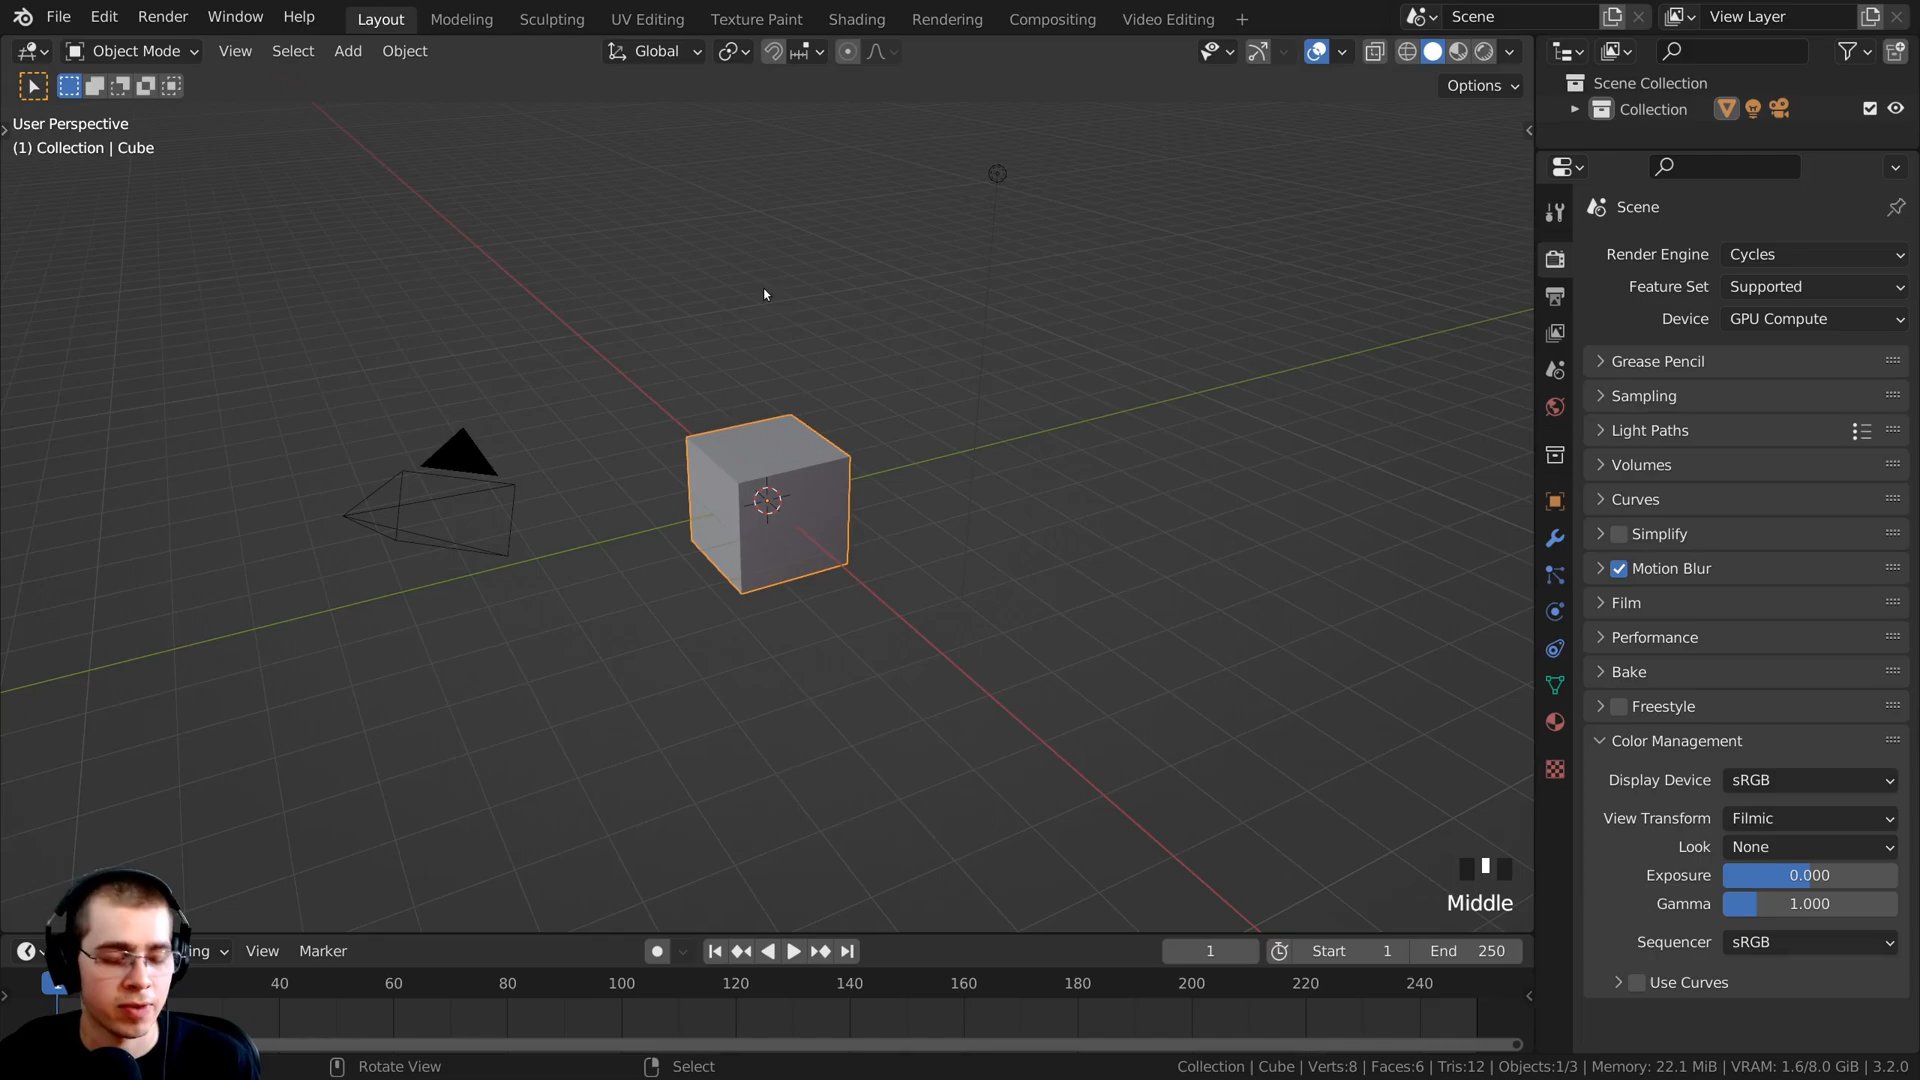 File Edit Render Window Help Layout Modeling Sculpting UV Editing Texture Paint Shading Rendering Compositing Video Editing + Scene View Layer
Object Mode View Select Add Object Global
Options
User Perspective
(1) Collection | Cube
Scene Collection
Collection
Scene
Render Engine Cycles
Feature Set Supported
Device GPU Compute
Grease Pencil
Sampling
Light Paths
Volumes
Curves
Simplify
Motion Blur
Film
Performance
Bake
Freestyle
Color Management
Display Device sRGB
View Transform Filmic
Look None
Exposure 0.000
Gamma 1.000
Sequencer sRGB
Use Curves
Middle
ing View Marker 1 Start 1 End 250
40 60 80 100 120 140 160 180 200 220 240
Rotate View Select Collection | Cube | Verts:8 | Faces:6 | Tris:12 | Objects:1/3 | Memory: 22.1 MiB | VRAM: 1.6/8.0 GiB | 3.2.0